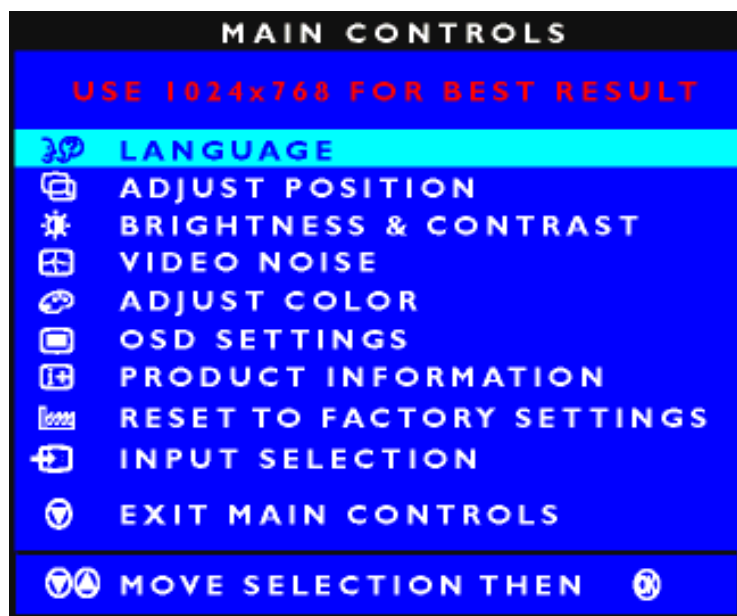 MAIN CONTROLS
USE 1024x768 FOR BEST RESULT
LANGUAGE
ADJUST POSITION
BRIGHTNESS & CONTRAST
VIDEO NOISE
ADJUST COLOR
OSD SETTINGS
PRODUCT INFORMATION
RESET TO FACTORY SETTINGS
INPUT SELECTION
EXIT MAIN CONTROLS
MOVE SELECTION THEN OK